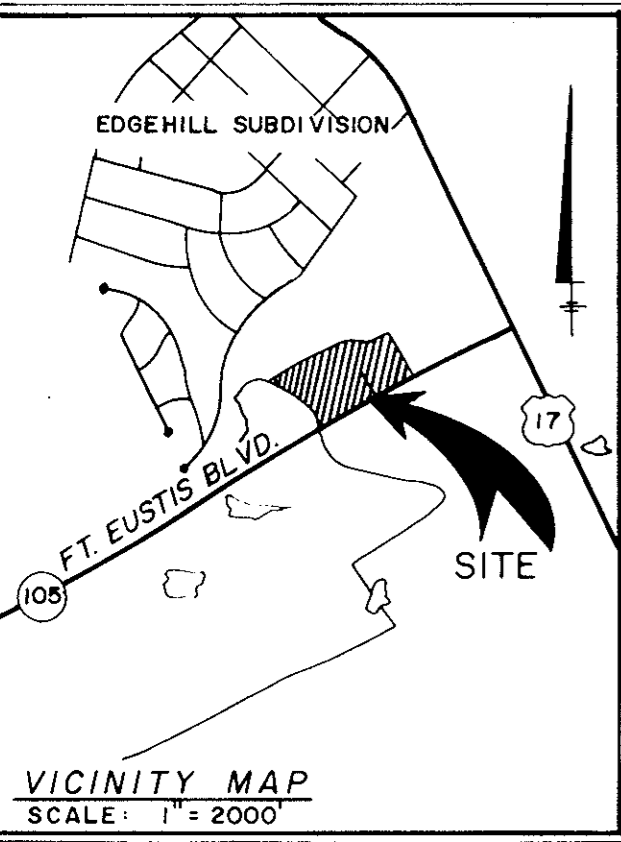 EDGEHILL SUBDIVISION
17
FT. EUSTIS BLVD.
SITE
105
VICINITY MAP
SCALE: 1" = 2000'